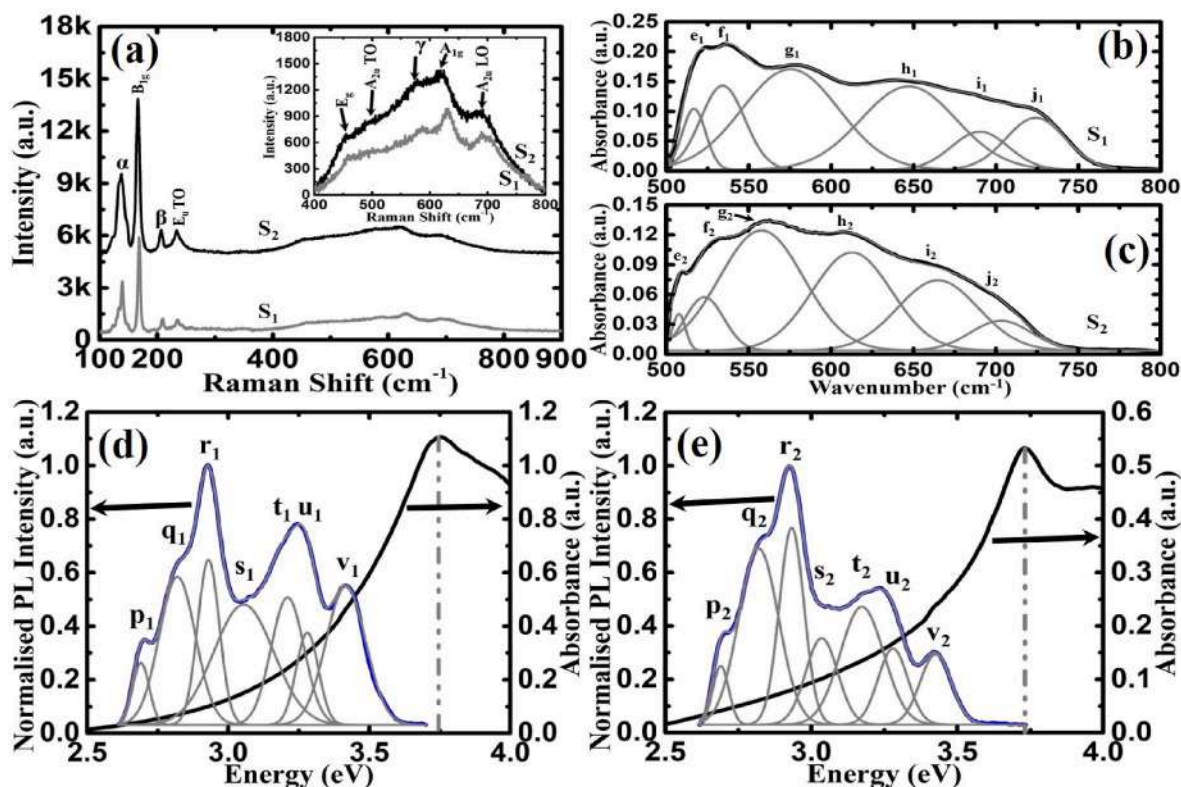 (a)
18k
15k
12k
9k
6k
3k
0
Intensity (a.u.)
α
B1g
β
Eu TO
S2
S1
100 200 400 600 800 900
Raman Shift (cm-1)
1800
1500
1200
900
600
300
0
Intensity (a.u.)
A2u TO
γ
A1g
A2u LO
S2
S1
400 500 600 700 800
Raman Shift (cm-1)
(b)
0.25
0.20
0.15
0.10
0.05
0.00
Absorbance (a.u.)
e1 f1 g1 h1 i1 j1
S1
500 550 600 650 700 750 800
(c)
0.15
0.12
0.09
0.06
0.03
0.00
Absorbance (a.u.)
e2 f2 g2 h2 i2 j2
S2
500 550 600 650 700 750 800
Wavenumber (cm-1)
(d)
1.2
1.0
0.8
0.6
0.4
0.2
0.0
Normalised PL Intensity (a.u.)
p1 q1 r1 s1 t1 u1 v1
1.2
1.0
0.8
0.6
0.4
0.2
0.0
Absorbance (a.u.)
2.5 3.0 3.5 4.0
Energy (eV)
(e)
1.2
1.0
0.8
0.6
0.4
0.2
0.0
Normalised PL Intensity (a.u.)
p2 q2 r2 s2 t2 u2 v2
0.6
0.5
0.4
0.3
0.2
0.1
0.0
Absorbance (a.u.)
2.5 3.0 3.5 4.0
Energy (eV)